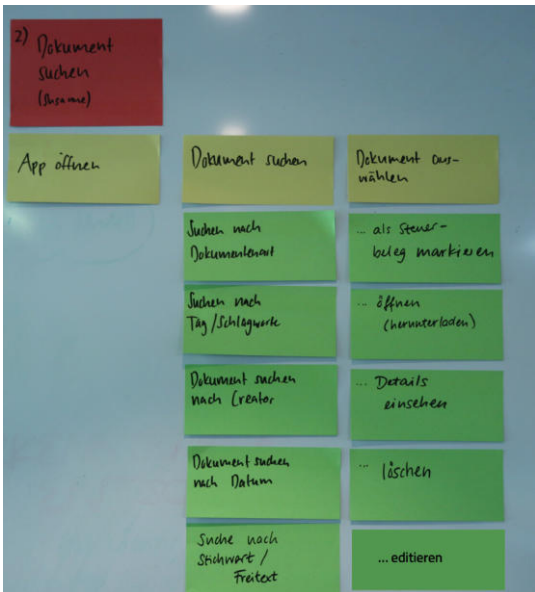 2) Dokument
suchen
(Susanne)
App öffnen
Dokument suchen
Dokument aus-
wählen
Suchen nach
Dokumentenart
... als Steuer-
beleg markieren
Suchen nach
Tag/Schlagworte
... öffnen
(herunterladen)
Dokument suchen
nach Creator
... Details
einsehen
Dokument suchen
nach Datum
... löschen
Suche nach
Stichwort /
Freitext
... editieren